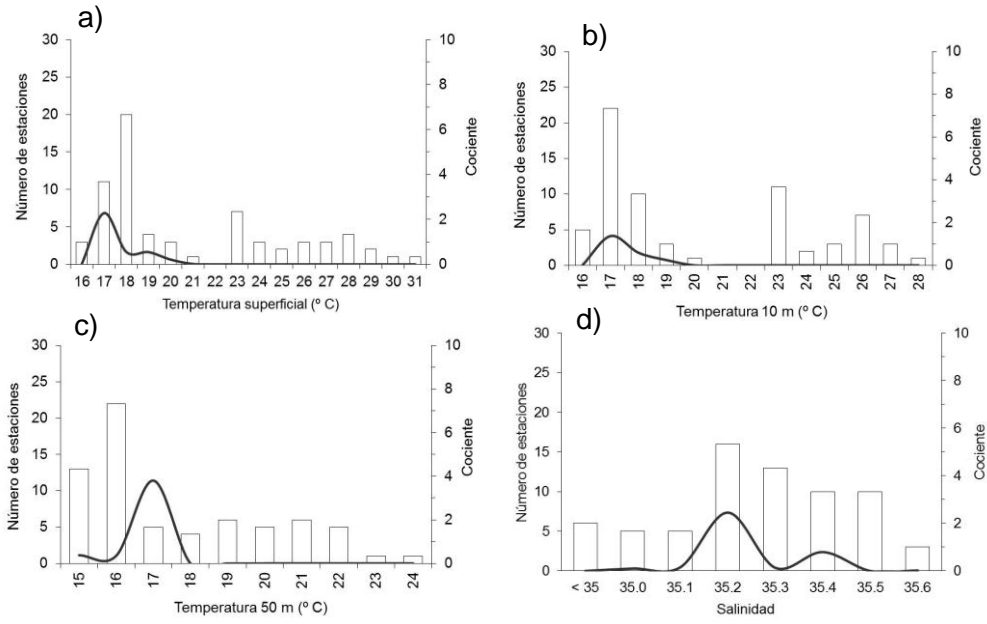 a)
30
25
20
15
10
5
0
Número de estaciones
10
8
6
4
2
0
Cociente
16 17 18 19 20 21 22 23 24 25 26 27 28 29 30 31
Temperatura superficial (º C)
b)
30
25
20
15
10
5
0
Número de estaciones
10
8
6
4
2
0
Cociente
16 17 18 19 20 21 22 23 24 25 26 27 28
Temperatura 10 m (º C)
c)
30
25
20
15
10
5
0
Número de estaciones
10
8
6
4
2
0
Cociente
15 16 17 18 19 20 21 22 23 24
Temperatura 50 m (º C)
d)
30
25
20
15
10
5
0
Número de estaciones
10
8
6
4
2
0
Cociente
< 35 35.0 35.1 35.2 35.3 35.4 35.5 35.6
Salinidad